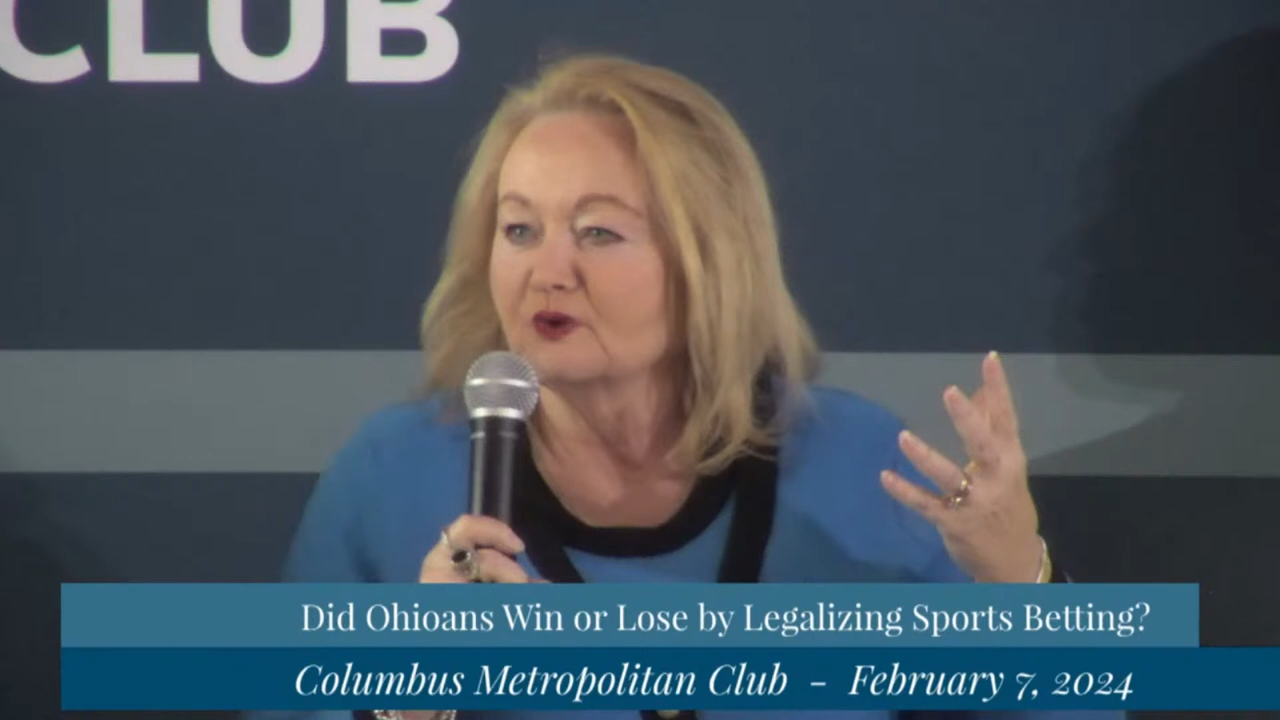 CLUB
Did Ohioans Win or Lose by Legalizing Sports Betting?
Columbus Metropolitan Club - February 7, 2024